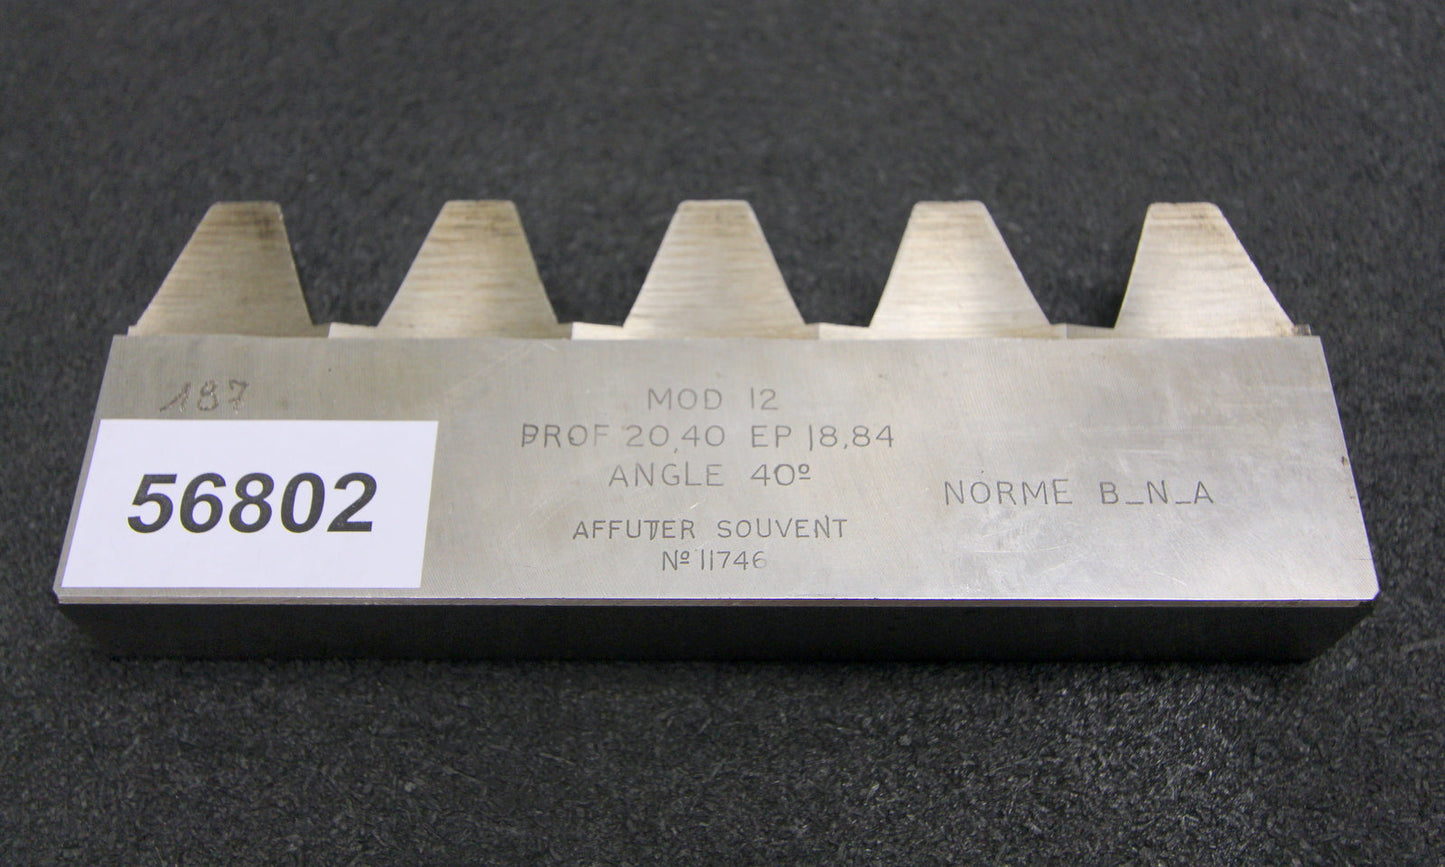 187
56802
MOD 12
PROF 20,40 EP 18,84
ANGLE 40º
AFFUTER SOUVENT
Nº 11746
NORME B_N_A